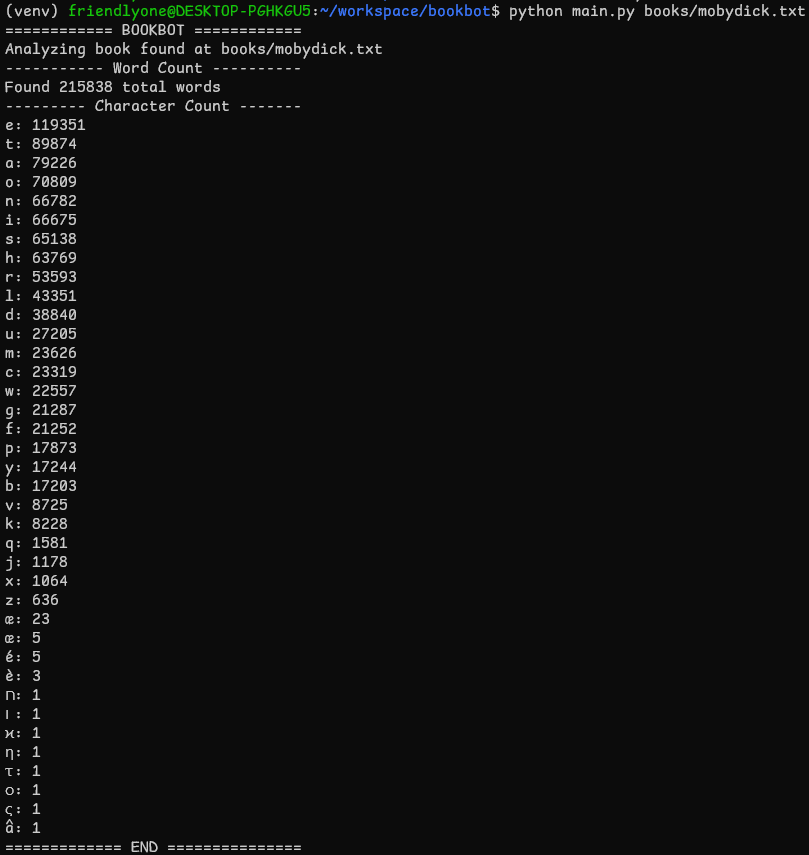 (venv) friendlyone@DESKTOP-PGHKGU5:~/workspace/bookbot$ python main.py books/mobydick.txt
============ BOOKBOT ============
Analyzing book found at books/mobydick.txt
----------- Word Count ----------
Found 215838 total words
--------- Character Count -------
e: 119351
t: 89874
a: 79226
o: 70809
n: 66782
i: 66675
s: 65138
h: 63769
r: 53593
l: 43351
d: 38840
u: 27205
m: 23626
c: 23319
w: 22557
g: 21287
f: 21252
p: 17873
y: 17244
b: 17203
v: 8725
k: 8228
q: 1581
j: 1178
x: 1064
z: 636
æ: 23
œ: 5
é: 5
è: 3
ח: 1
ו: 1
ϰ: 1
η: 1
τ: 1
ο: 1
ς: 1
â: 1
============= END ===============